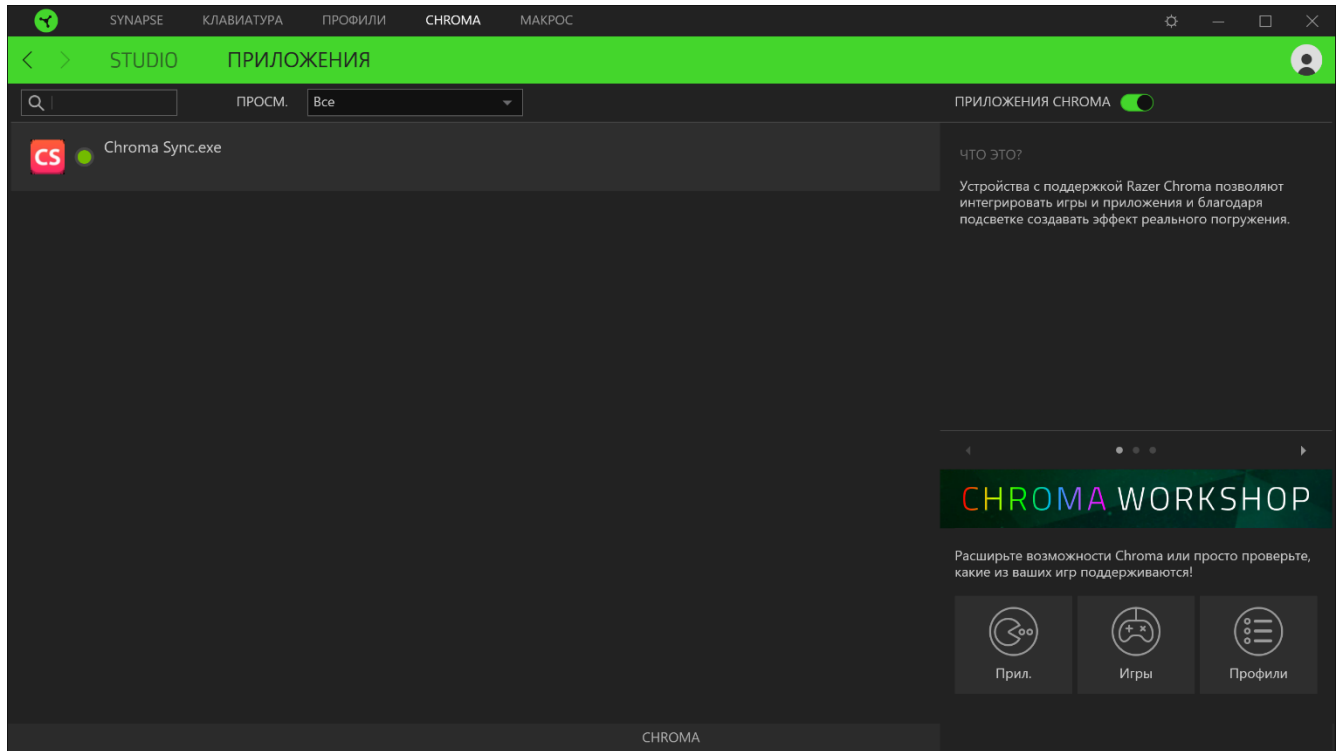 SYNAPSE КЛАВИАТУРА ПРОФИЛИ CHROMA МАКРОС
STUDIO ПРИЛОЖЕНИЯ
ПРОСМ. Все
ПРИЛОЖЕНИЯ CHROMA
CS Chroma Sync.exe
ЧТО ЭТО?
Устройства с поддержкой Razer Chroma позволяют
интегрировать игры и приложения и благодаря
подсветке создавать эффект реального погружения.
CHROMA WORKSHOP
Расширьте возможности Chroma или просто проверьте,
какие из ваших игр поддерживаются!
Прил. Игры Профили
CHROMA